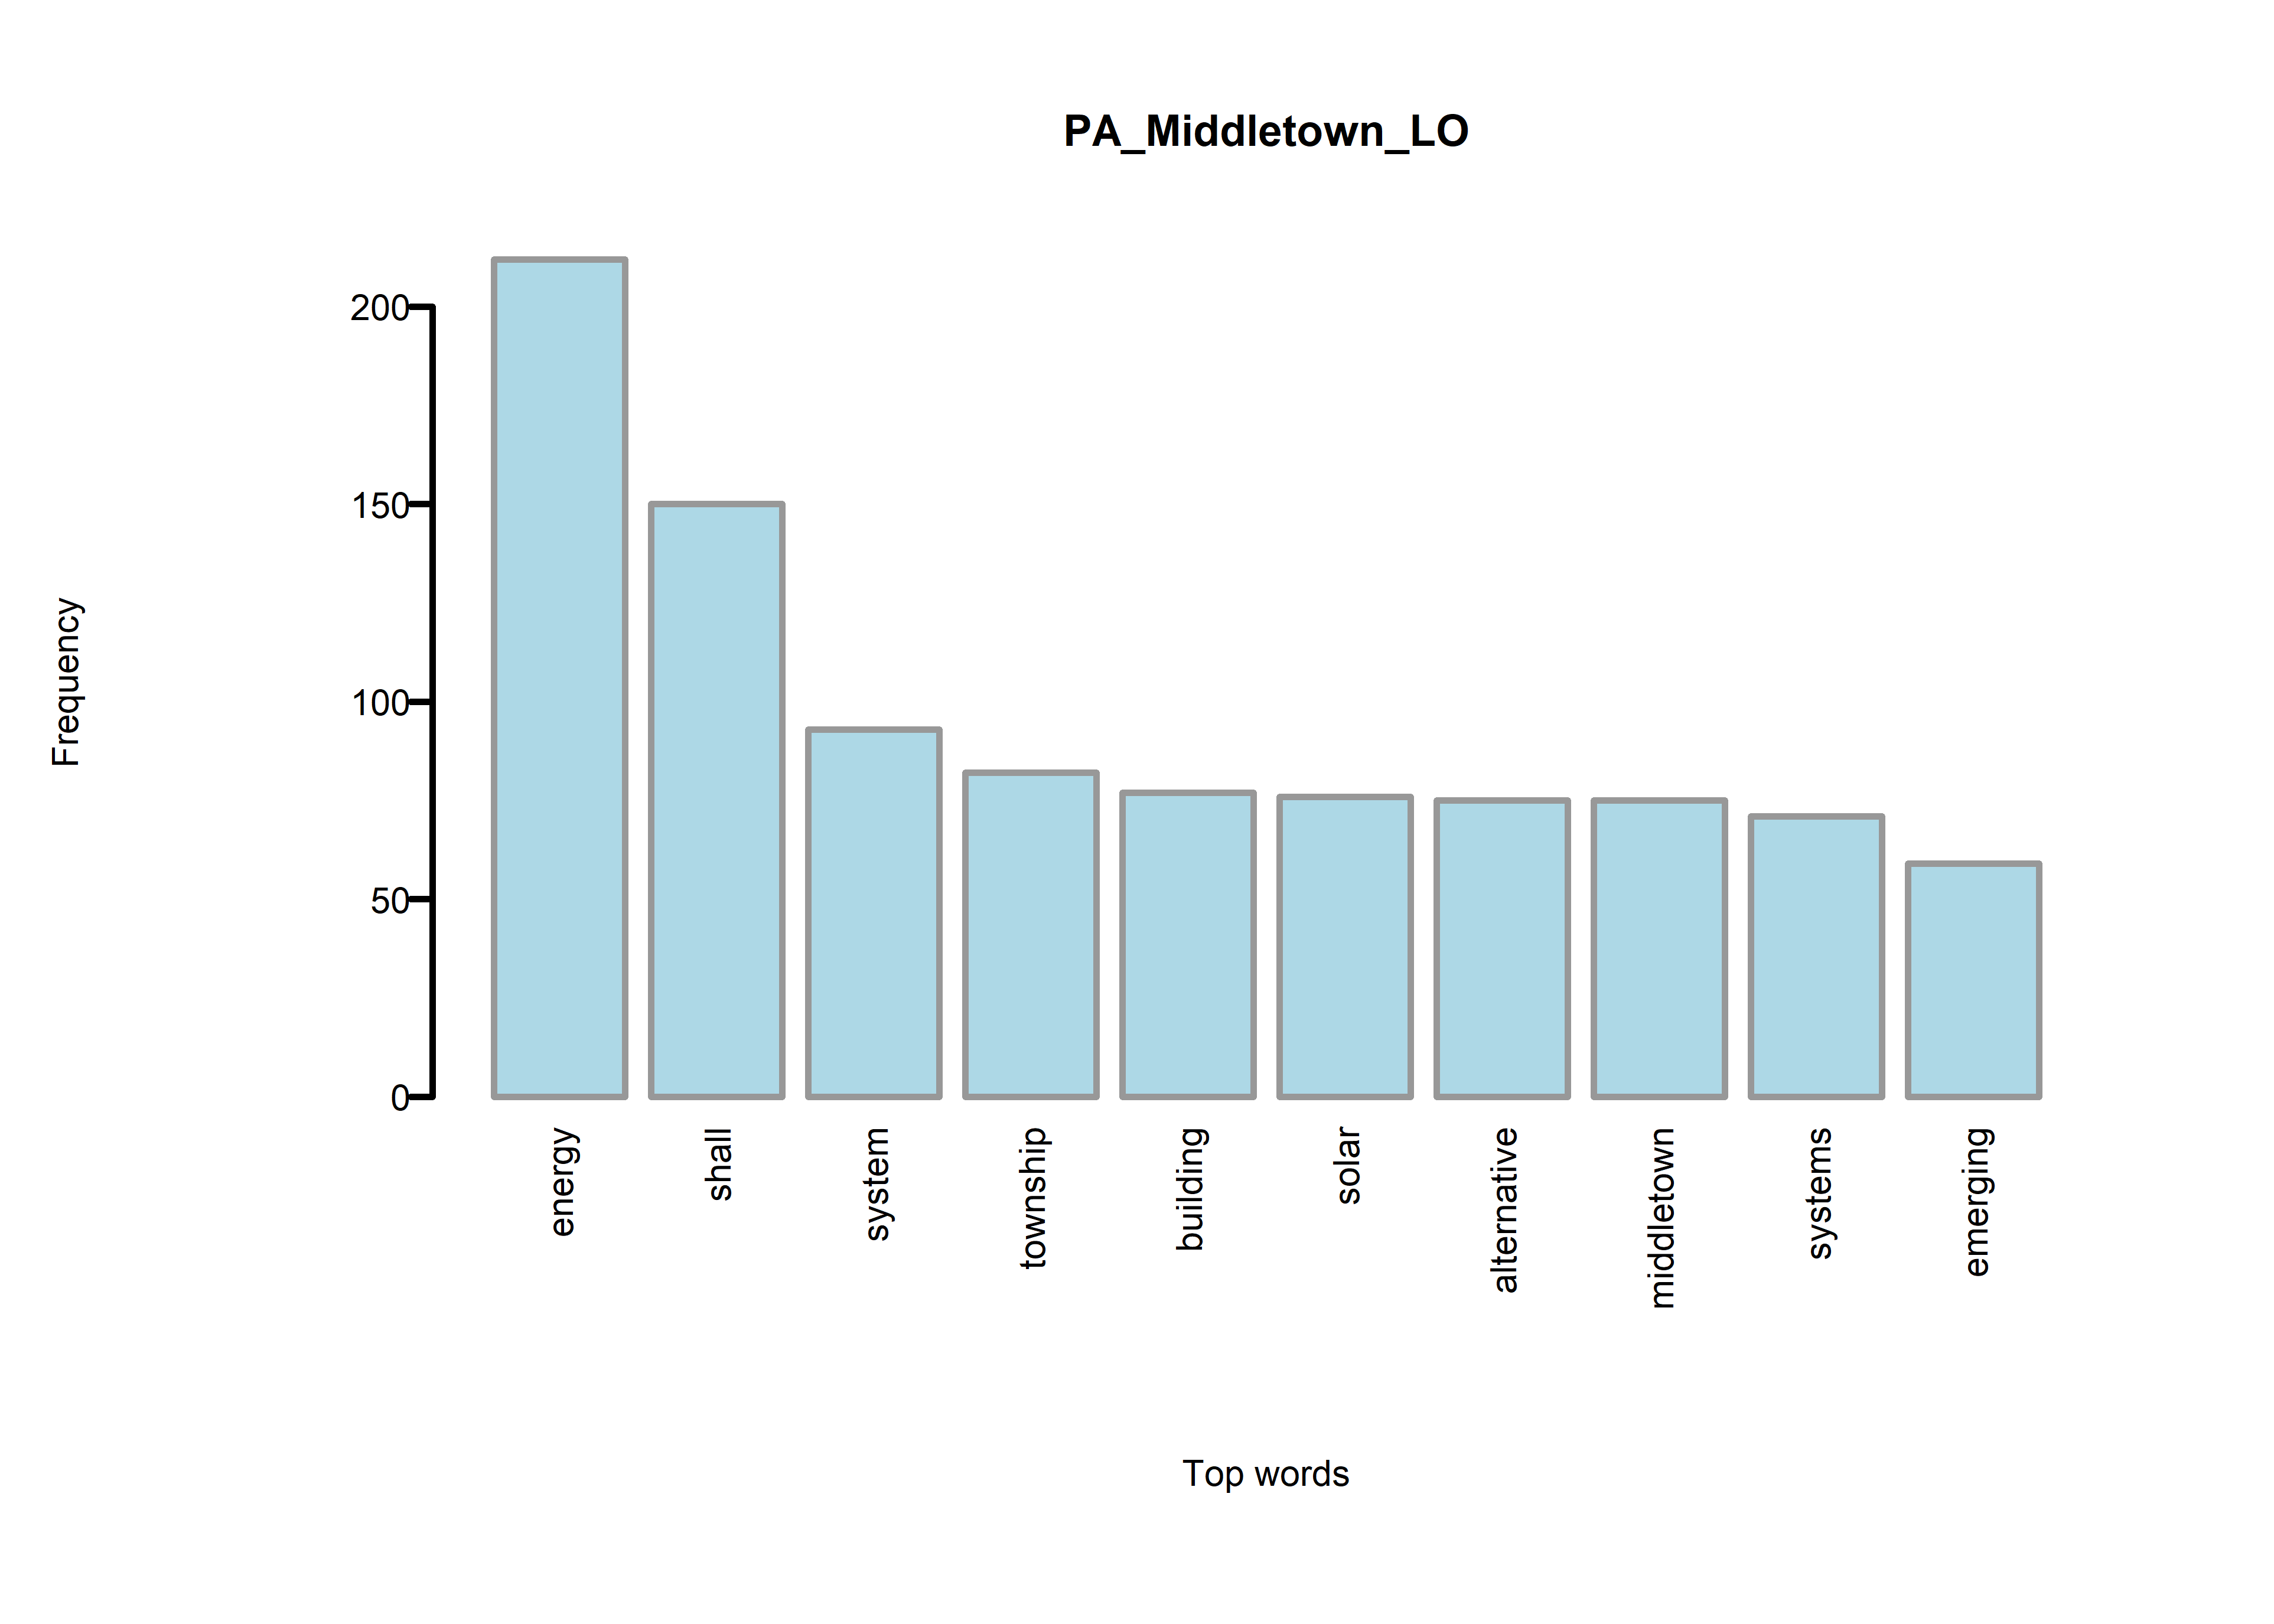 PA_Middletown_LO
Frequency
200
150
100
50
0
energy
shall
system
township
building
solar
alternative
middletown
systems
emerging
Top words